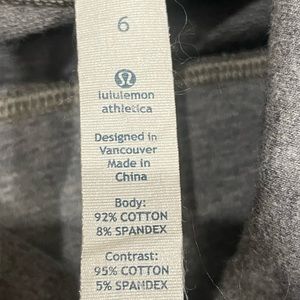 6
lululemon
athletica
Designed in
Vancouver
Made in
China
Body:
92% COTTON
8% SPANDEX
Contrast:
95% COTTON
5% SPANDEX